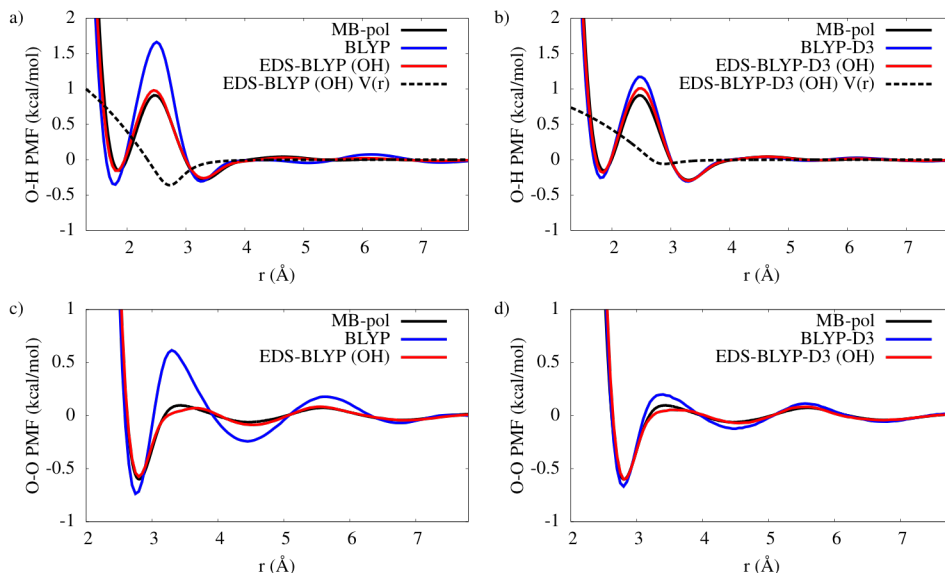 a)
MB-pol
BLYP
EDS-BLYP (OH)
EDS-BLYP (OH) V(r)
O-H PMF (kcal/mol)
2
1.5
1
0.5
0
-0.5
-1
2 3 4 5 6 7
r (Å)
b)
MB-pol
BLYP-D3
EDS-BLYP-D3 (OH)
EDS-BLYP-D3 (OH) V(r)
O-H PMF (kcal/mol)
2
1.5
1
0.5
0
-0.5
-1
2 3 4 5 6 7
r (Å)
c)
MB-pol
BLYP
EDS-BLYP (OH)
O-O PMF (kcal/mol)
1
0.5
0
-0.5
-1
2 3 4 5 6 7
r (Å)
d)
MB-pol
BLYP-D3
EDS-BLYP-D3 (OH)
O-O PMF (kcal/mol)
1
0.5
0
-0.5
-1
2 3 4 5 6 7
r (Å)